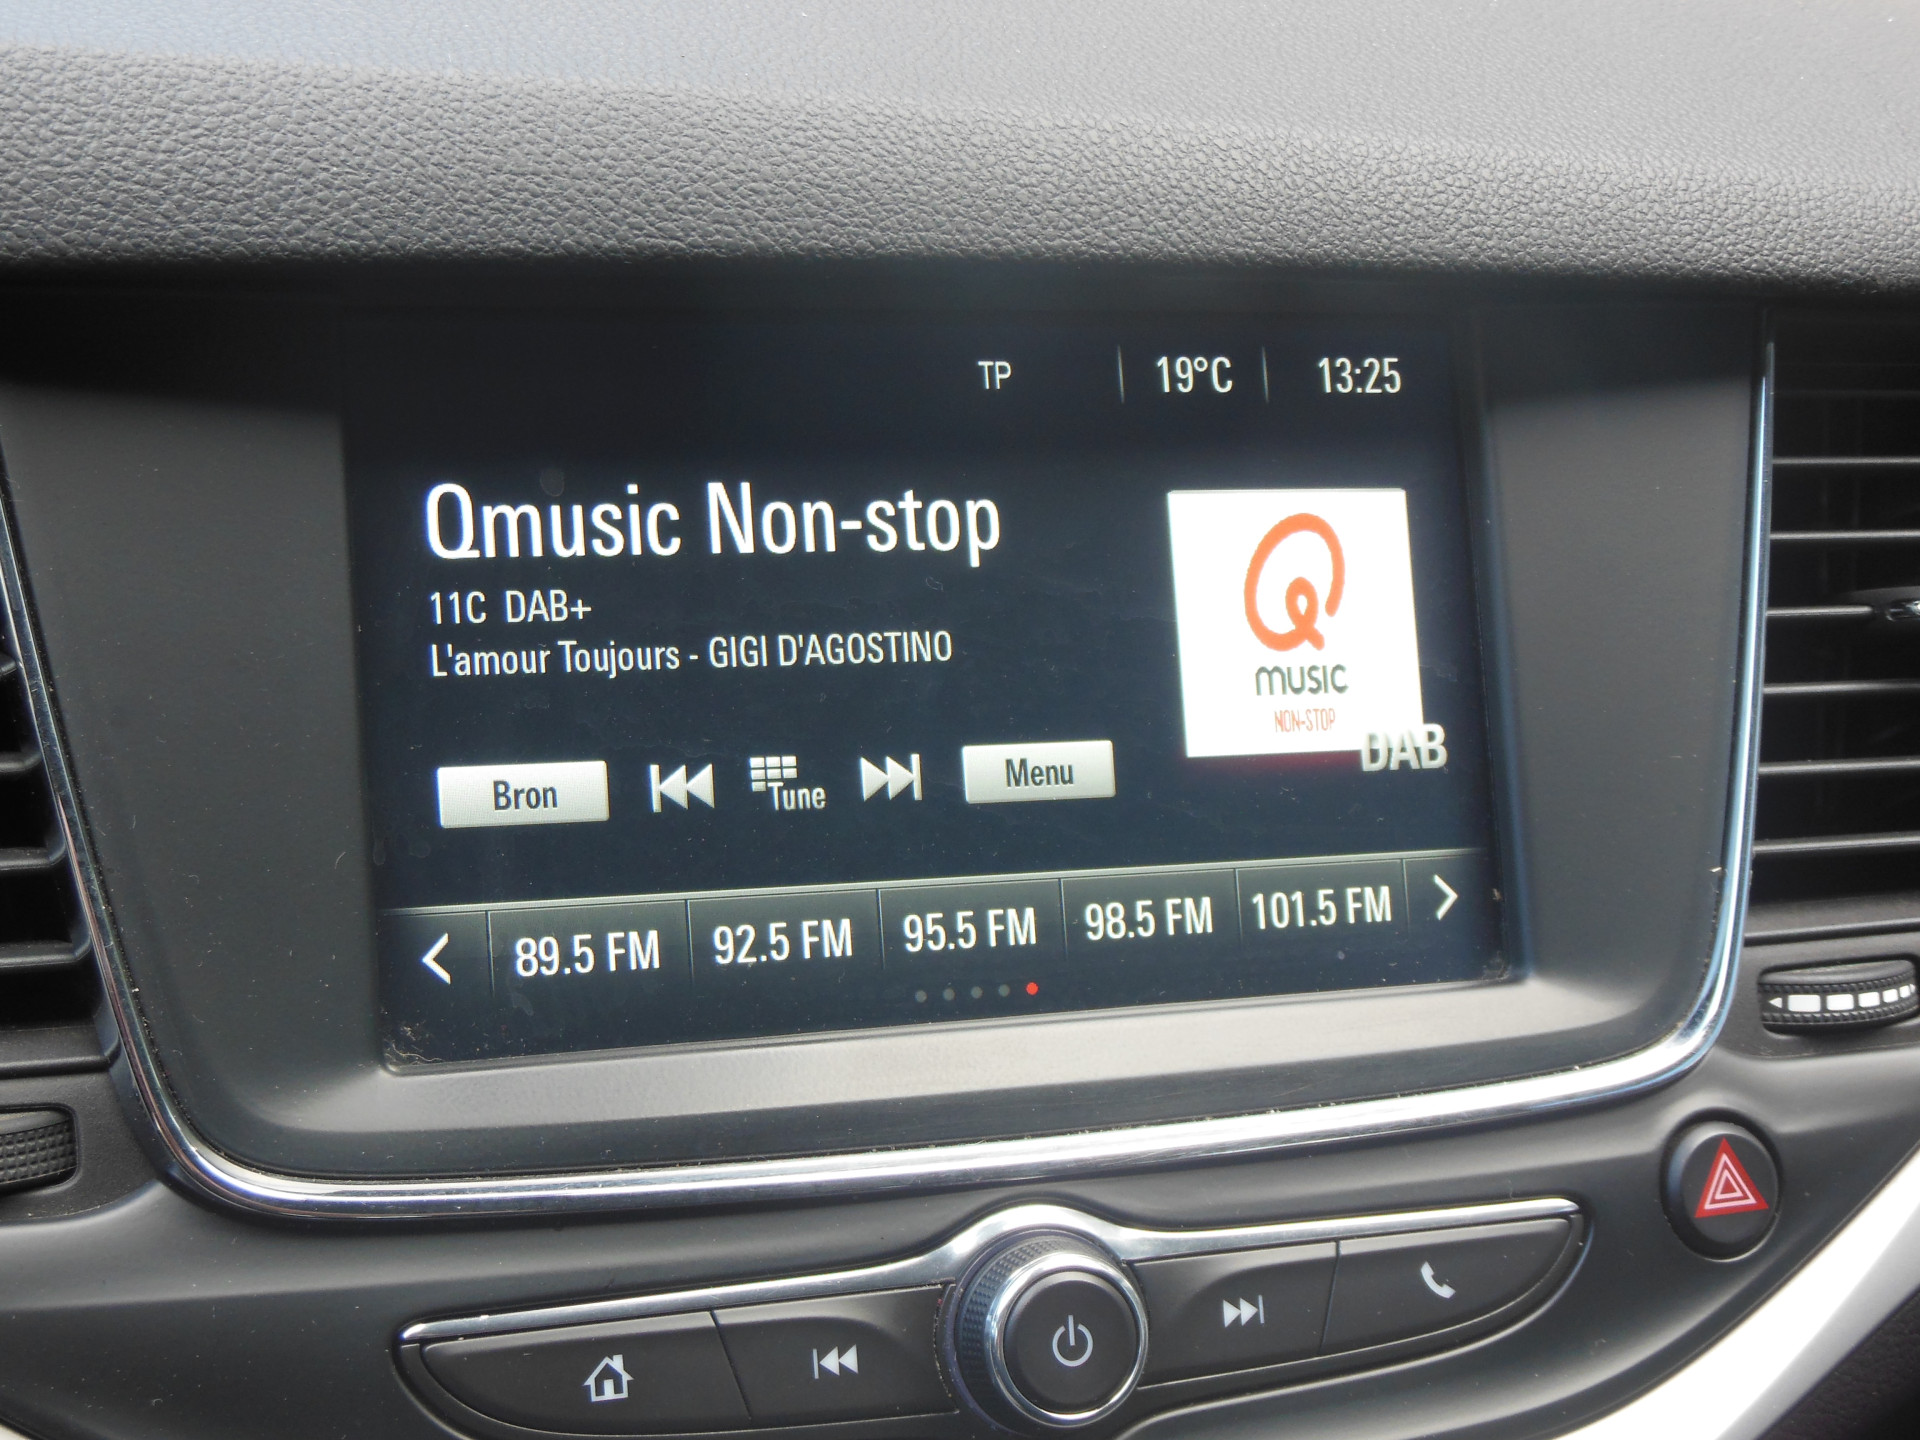 TP 19°C 13:25
Qmusic Non-stop
11C DAB+
L'amour Toujours - GIGI D'AGOSTINO
Q
music
NON-STOP
DAB
Bron Tune Menu
89.5 FM 92.5 FM 95.5 FM 98.5 FM 101.5 FM